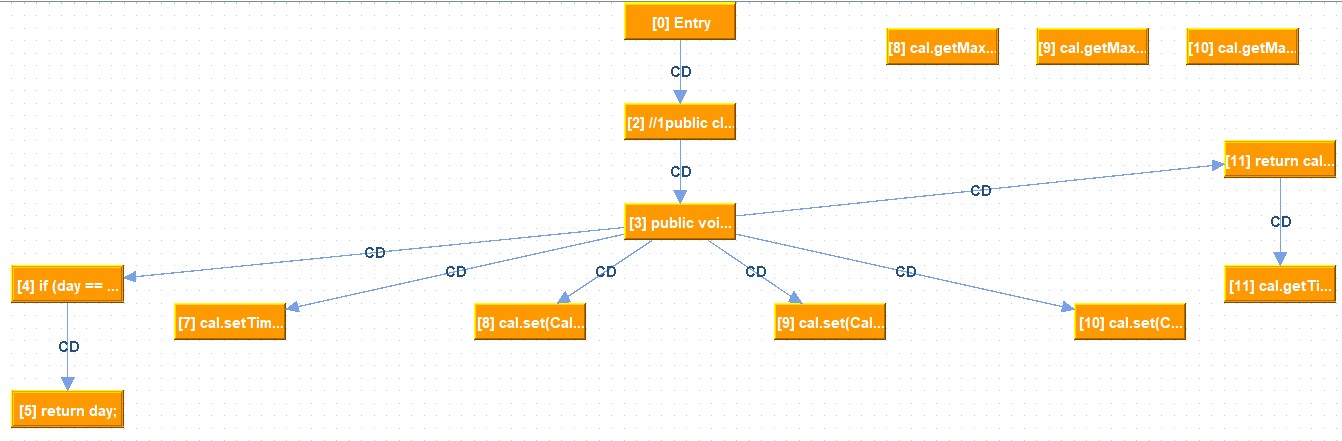 [0] Entry
[8] cal.getMax...
[9] cal.getMax...
[10] cal.getMa...
CD
[2] //1public cl...
CD
[11] return cal...
CD
[3] public voi...
CD
CD
CD
CD
CD
CD
[4] if (day == ...
[11] cal.getTi...
[7] cal.setTim...
[8] cal.set(Cal...
[9] cal.set(Cal...
[10] cal.set(C...
CD
[5] return day;